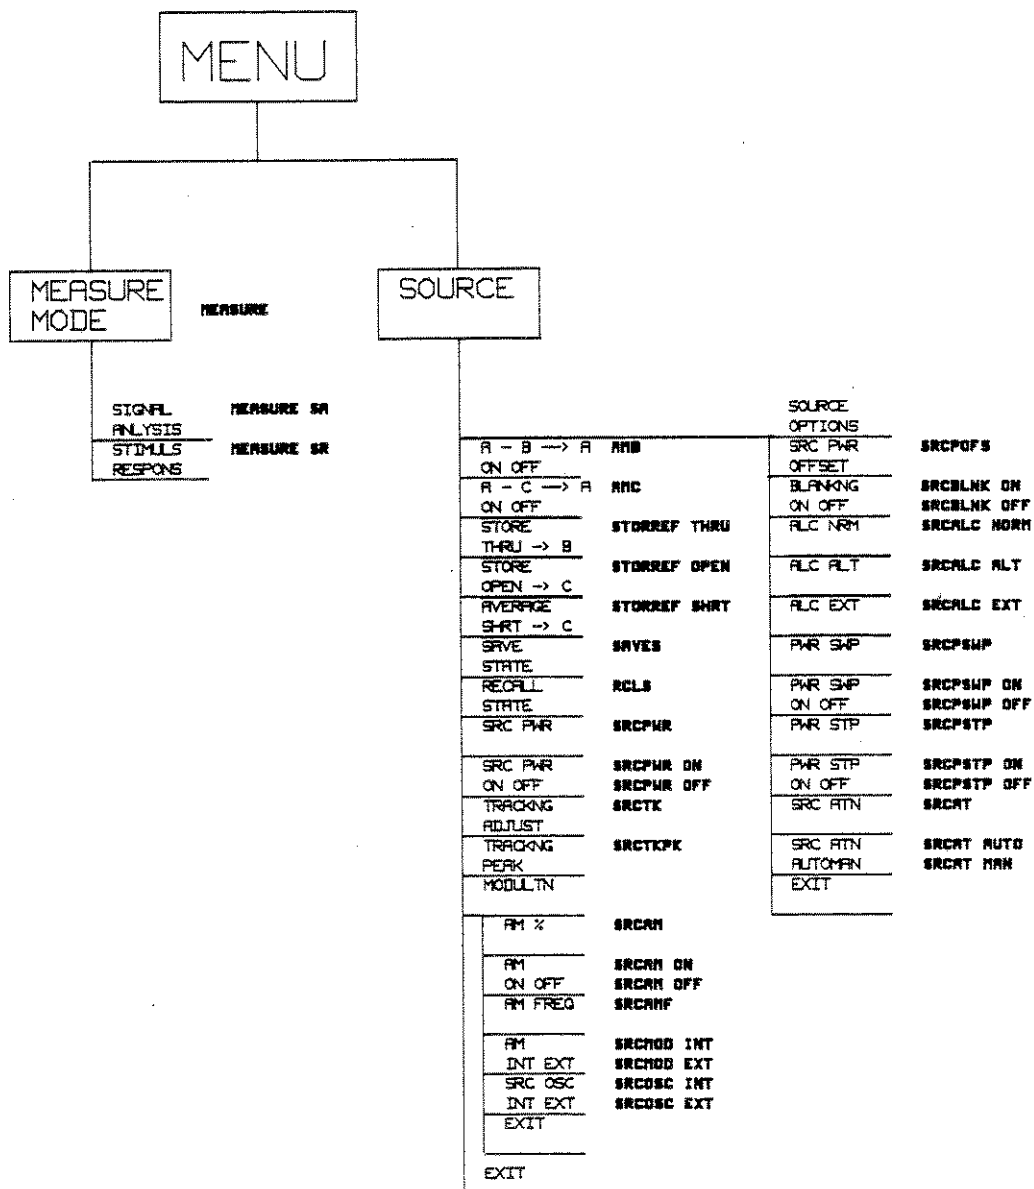 MENU
MEASURE
MODE
MEASURE
SIGNAL MEASURE SA
ANLYSIS
STIMULS MEASURE SR
RESPONS
SOURCE
A - B --> A AMB
ON OFF
A - C --> A AMC
ON OFF
STORE STORREF THRU
THRU -> B
STORE STORREF OPEN
OPEN -> C
AVERAGE STORREF SHRT
SHRT -> C
SAVE SAVES
STATE
RECALL RCLS
STATE
SRC PWR SRCPWR
SRC PWR SRCPWR ON
ON OFF SRCPWR OFF
TRACKNG SRCTK
ADJUST
TRACKNG SRCTKPK
PEAK
MODULTN
AM % SRCAM
AM SRCAM ON
ON OFF SRCAM OFF
AM FREQ SRCAMF
AM SRCMOD INT
INT EXT SRCMOD EXT
SRC OSC SRCOSC INT
INT EXT SRCOSC EXT
EXIT
EXIT
SOURCE
OPTIONS
SRC PWR SRCPOFS
OFFSET
BLANKNG SRCBLNK ON
ON OFF SRCBLNK OFF
ALC NRM SRCALC NORM
ALC ALT SRCALC ALT
ALC EXT SRCALC EXT
PWR SWP SRCPSWP
PWR SWP SRCPSWP ON
ON OFF SRCPSWP OFF
PWR STP SRCPSTP
PWR STP SRCPSTP ON
ON OFF SRCPSTP OFF
SRC ATN SRCAT
SRC ATN SRCAT AUTO
AUTOMAN SRCAT MAN
EXIT